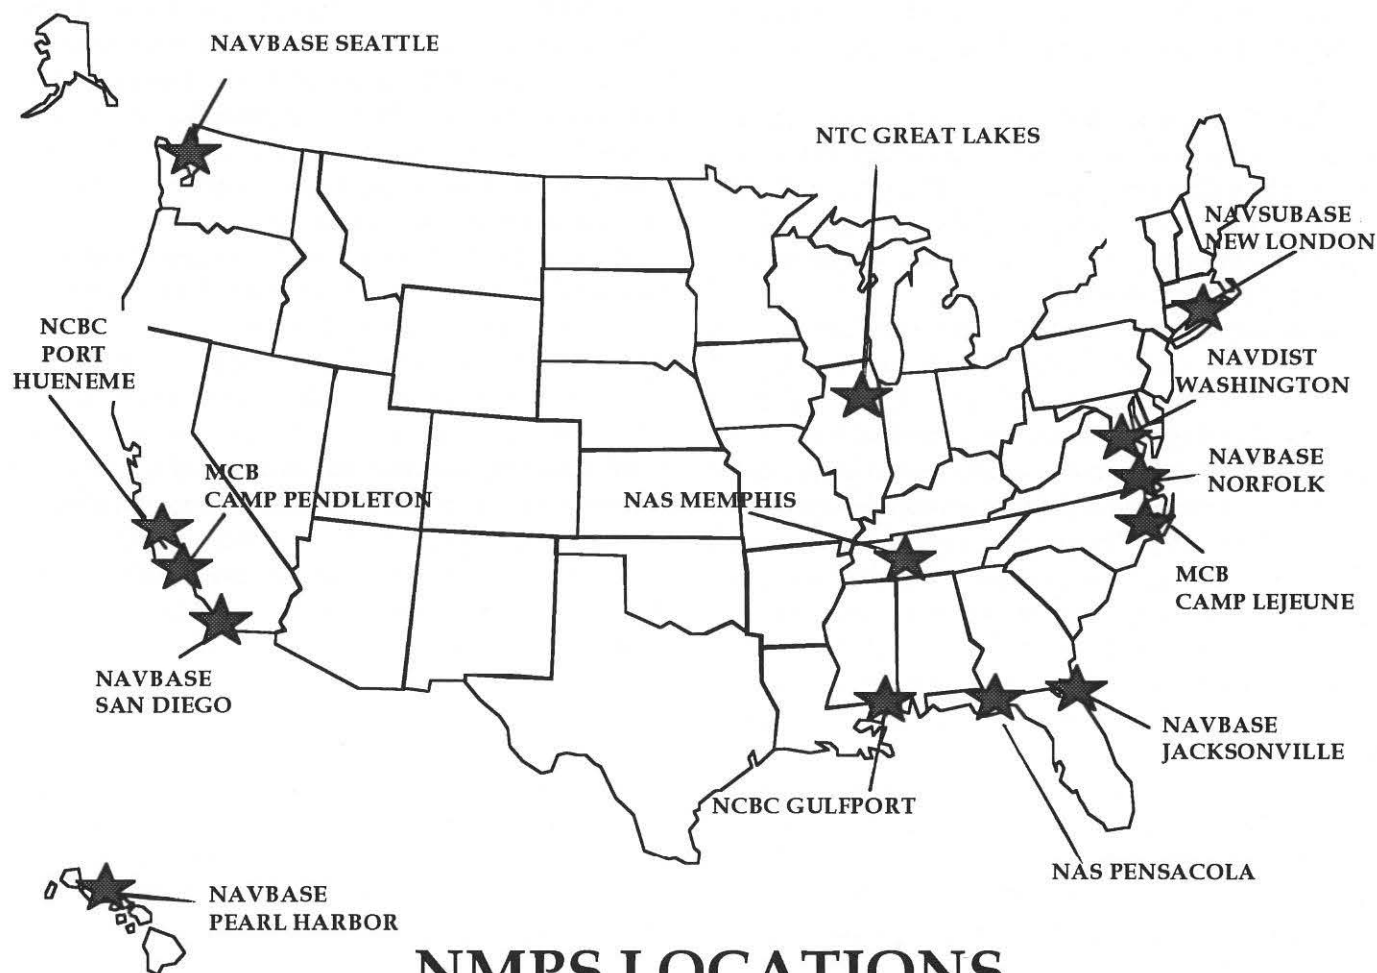 NAVBASE SEATTLE
NTC GREAT LAKES
NAVSUBASE
NEW LONDON
NCBC
PORT
HUENEME
NAVDIST
WASHINGTON
MCB
CAMP PENDLETON
NAS MEMPHIS
NAVBASE
NORFOLK
MCB
CAMP LEJEUNE
NAVBASE
SAN DIEGO
NAVBASE
JACKSONVILLE
NCBC GULFPORT
NAS PENSACOLA
NAVBASE
PEARL HARBOR
NMPS LOCATIONS